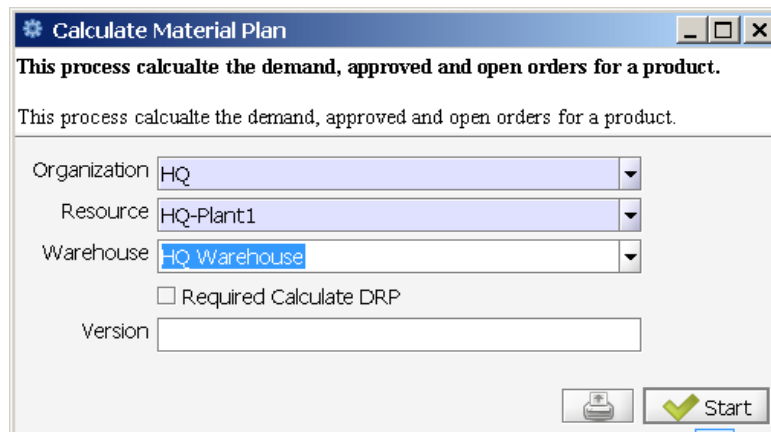 Calculate Material Plan
This process calcualte the demand, approved and open orders for a product.
This process calcualte the demand, approved and open orders for a product.
Organization HQ
Resource HQ-Plant1
Warehouse HQ Warehouse
Required Calculate DRP
Version
Start